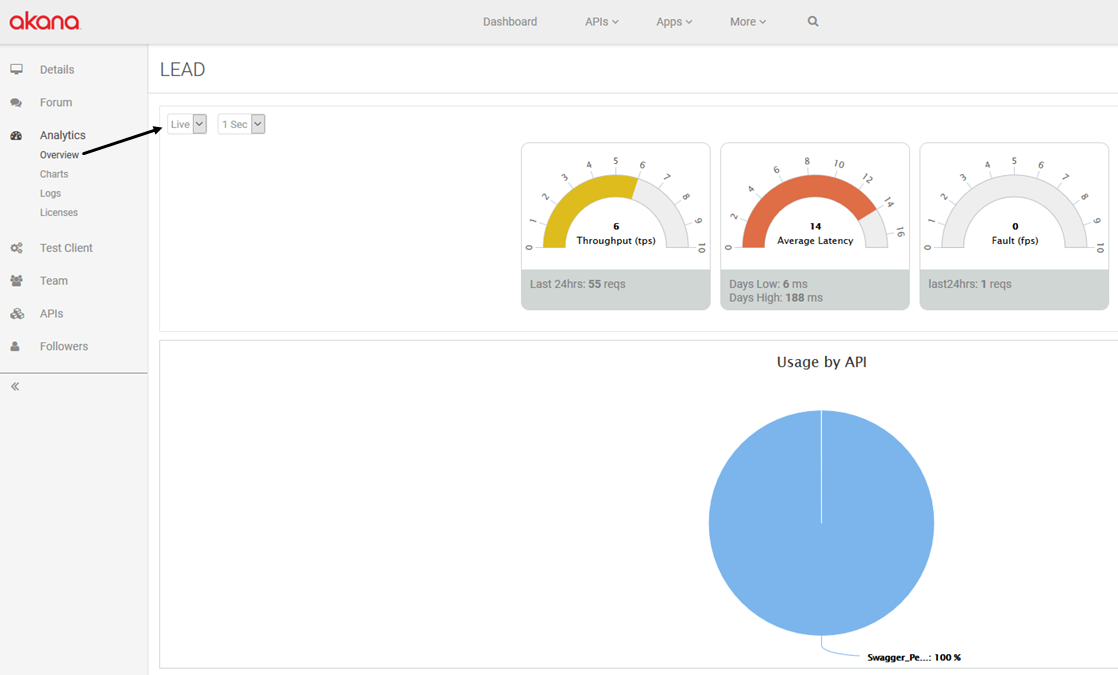 akana
Dashboard
APIs
Apps
More
Details
Forum
Analytics
Overview
Charts
Logs
Licenses
Test Client
Team
APIs
Followers
LEAD
Live
1 Sec
0 1 2 3 4 5 6 7 8 9 10
6
Throughput (tps)
Last 24hrs: 55 reqs
0 2 4 6 8 10 12 14 16
14
Average Latency
Days Low: 6 ms
Days High: 188 ms
0 1 2 3 4 5 6 7 8 9 10
0
Fault (fps)
last24hrs: 1 reqs
Usage by API
Swagger_Pe...: 100 %